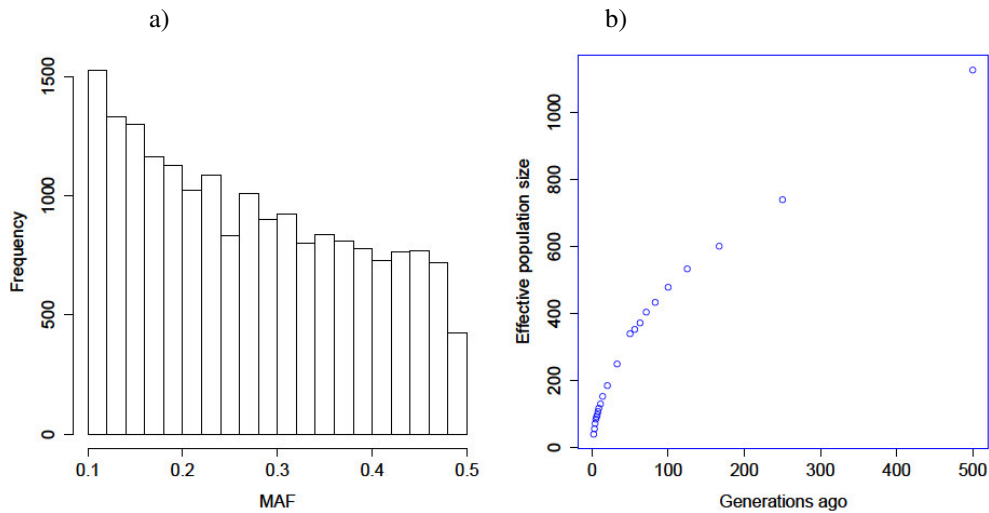 a)
b)
Frequency
0
500
1000
1500
0.1 0.2 0.3 0.4 0.5
MAF
Effective population size
0
200
400
600
800
1000
0 100 200 300 400 500
Generations ago